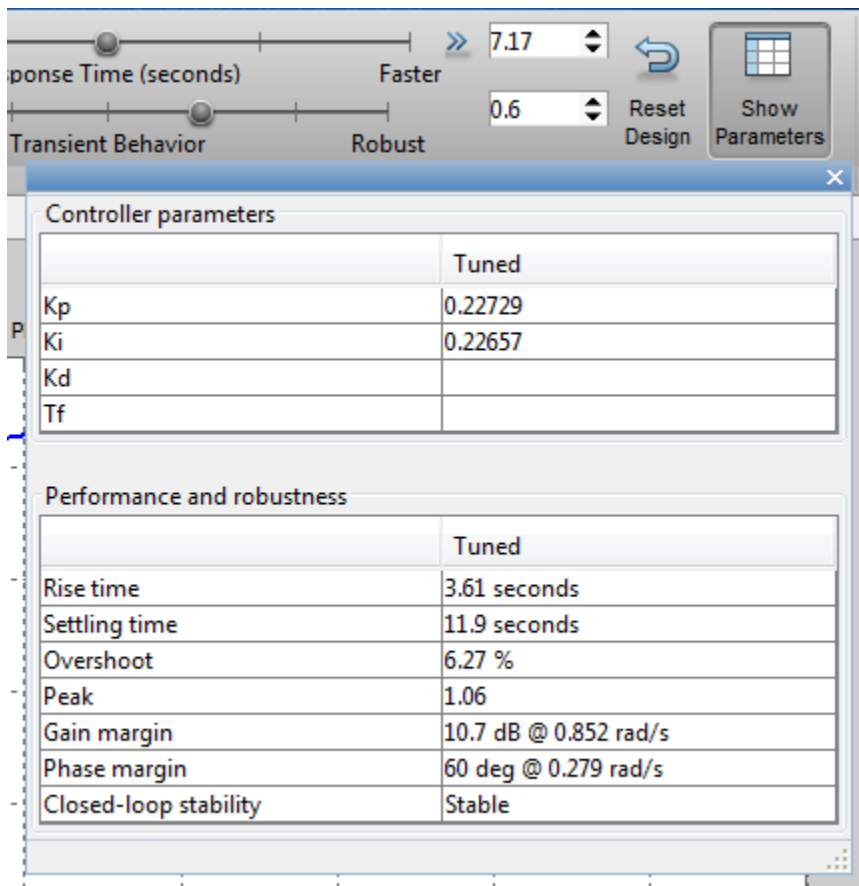 7.17
ponse Time (seconds) Faster
0.6
Transient Behavior Robust
Reset Design
Show Parameters
Controller parameters
Tuned
Kp 0.22729
Ki 0.22657
Kd
Tf
P
Performance and robustness
Tuned
Rise time 3.61 seconds
Settling time 11.9 seconds
Overshoot 6.27 %
Peak 1.06
Gain margin 10.7 dB @ 0.852 rad/s
Phase margin 60 deg @ 0.279 rad/s
Closed-loop stability Stable